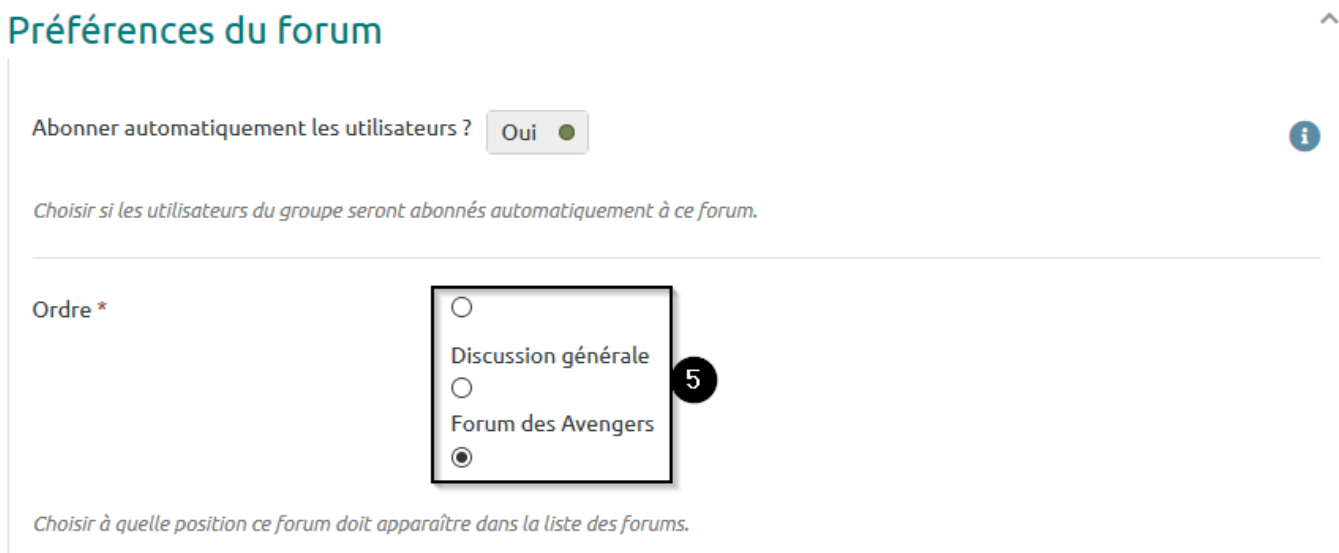 Préférences du forum
Abonner automatiquement les utilisateurs ? Oui
Choisir si les utilisateurs du groupe seront abonnés automatiquement à ce forum.
Ordre *
Discussion générale
5
Forum des Avengers
Choisir à quelle position ce forum doit apparaître dans la liste des forums.